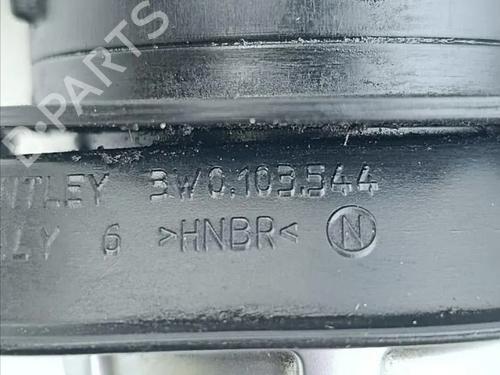 B-PARTS
NTLEY 3W0.103.544
LY 6 >HNBR< N